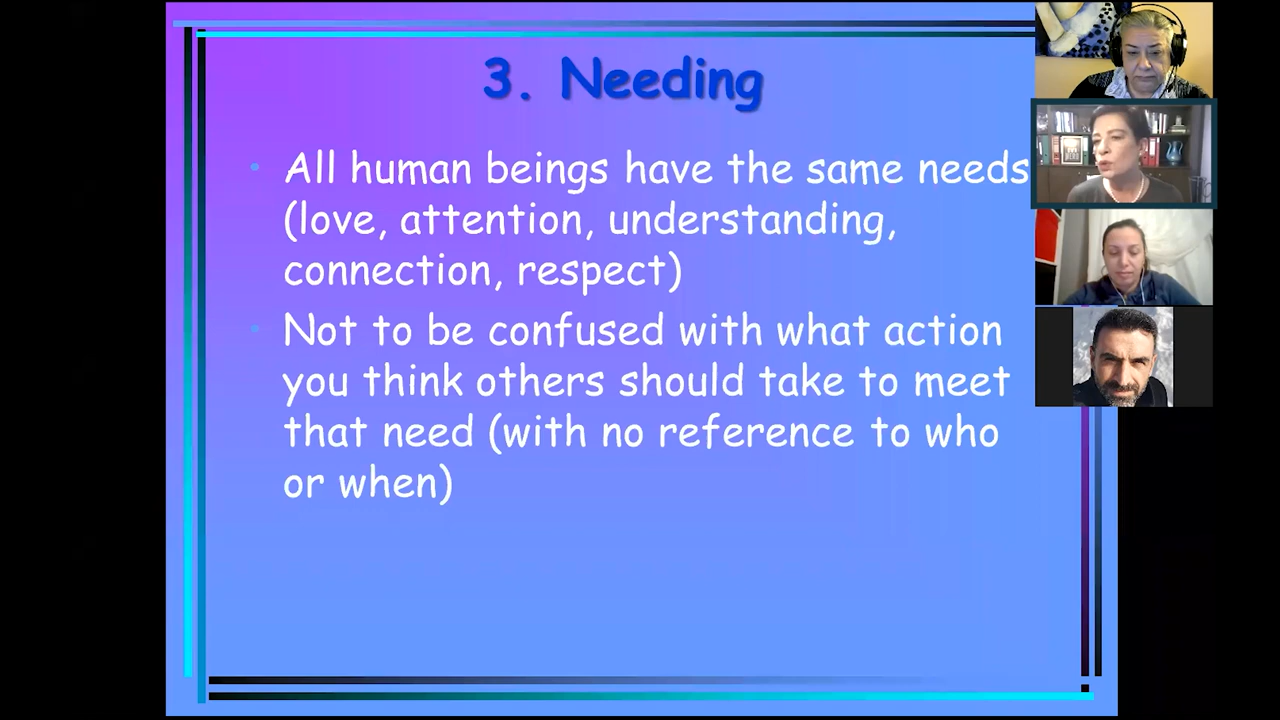 3. Needing
• All human beings have the same needs
(love, attention, understanding,
connection, respect)
• Not to be confused with what action
you think others should take to meet
that need (with no reference to who
or when)